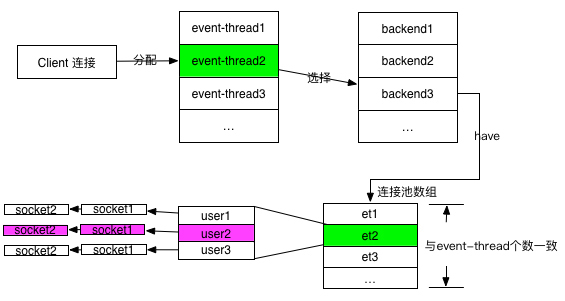 Client 连接
分配
event-thread1
event-thread2
event-thread3
...
选择
backend1
backend2
backend3
...
have
连接池数组
et1
et2
et3
...
与event-thread个数一致
user1
user2
user3
socket2
socket1
socket2
socket1
socket2
socket1